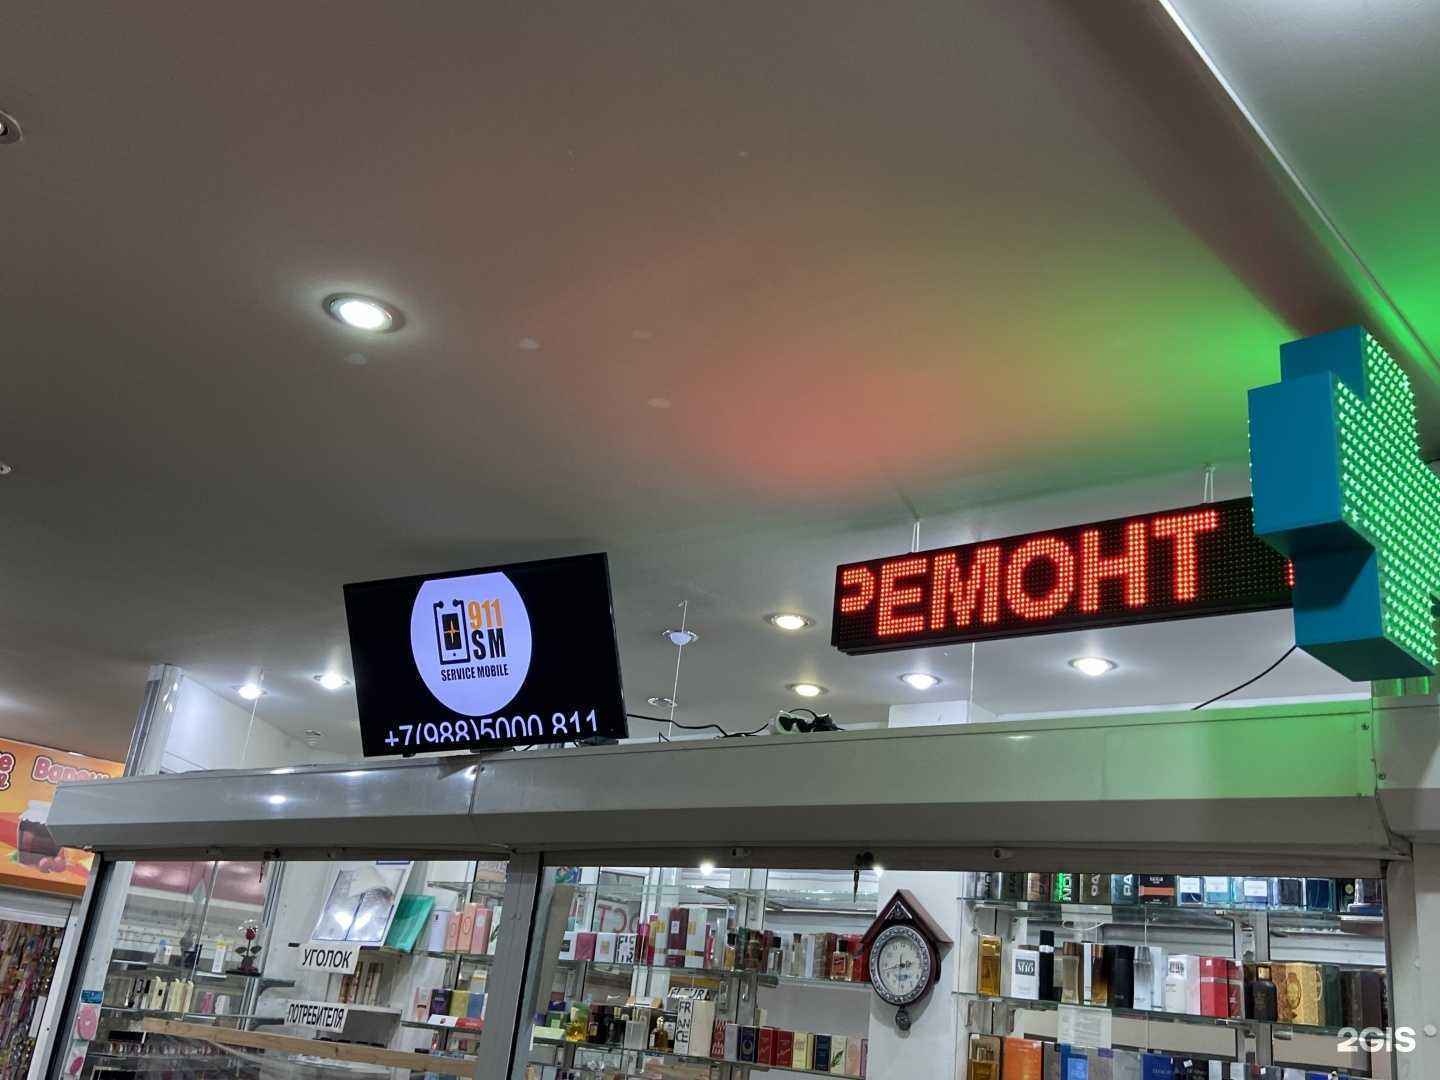 911
SM
SERVICE MOBILE
+7(988)5000 811
РЕМОНТ
УГОЛОК
ПОТРЕБИТЕЛЯ
2GIS